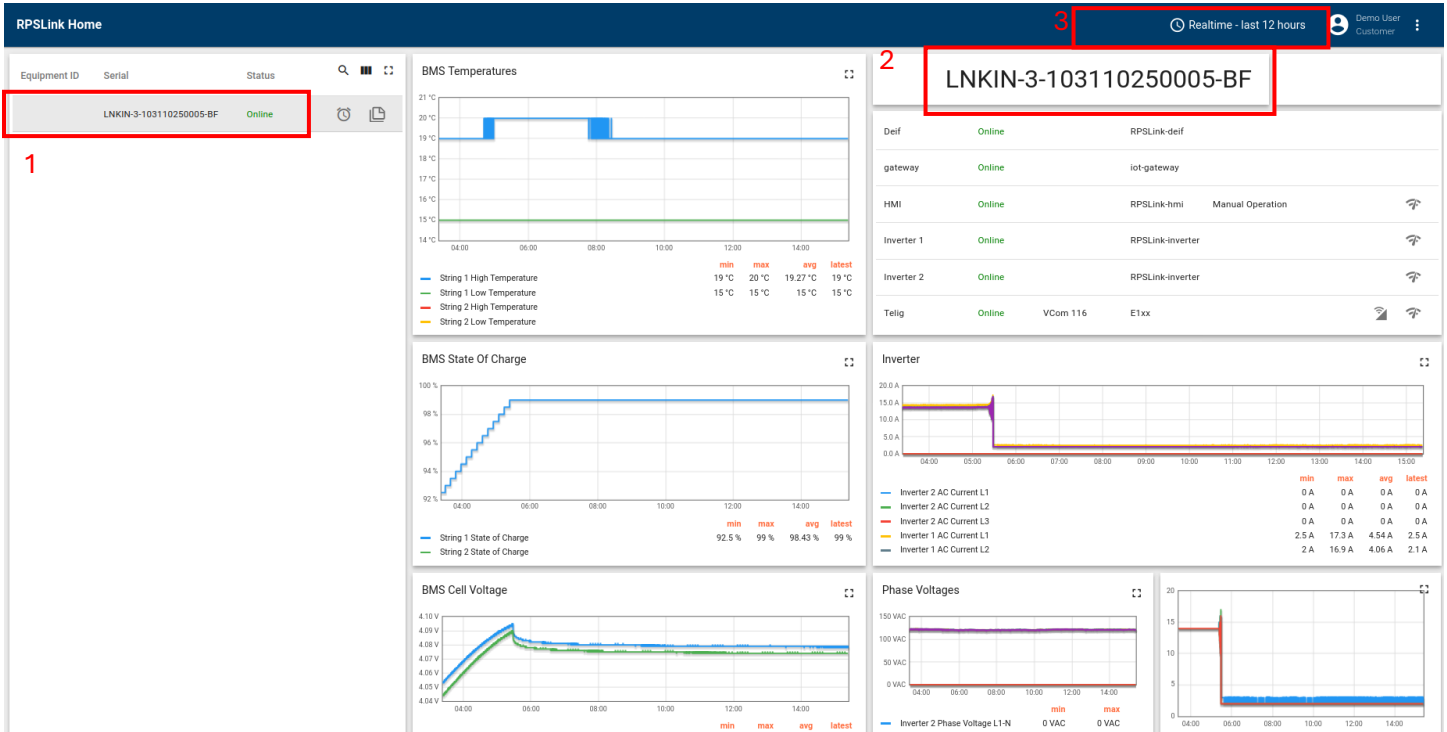 RPSLink Home
3
Realtime - last 12 hours
Demo User
Customer
Equipment ID Serial Status
LNKIN-3-103110250005-BF Online
1
BMS Temperatures
21 °C
20 °C
19 °C
18 °C
17 °C
16 °C
15 °C
14 °C
04:00 06:00 08:00 10:00 12:00 14:00
min max avg latest
String 1 High Temperature 19 °C 20 °C 19.27 °C 19 °C
String 1 Low Temperature 15 °C 15 °C 15 °C 15 °C
String 2 High Temperature
String 2 Low Temperature
2
LNKIN-3-103110250005-BF
Deif Online RPSLink-deif
gateway Online iot-gateway
HMI Online RPSLink-hmi Manual Operation
Inverter 1 Online RPSLink-inverter
Inverter 2 Online RPSLink-inverter
Telig Online VCom 116 E1xx
BMS State Of Charge
100 %
98 %
96 %
94 %
92 %
04:00 06:00 08:00 10:00 12:00 14:00
min max avg latest
String 1 State of Charge 92.5 % 99 % 98.43 % 99 %
String 2 State of Charge
Inverter
20.0 A
15.0 A
10.0 A
5.0 A
0.0 A
04:00 05:00 06:00 07:00 08:00 09:00 10:00 11:00 12:00 13:00 14:00 15:00
min max avg latest
Inverter 2 AC Current L1 0 A 0 A 0 A 0 A
Inverter 2 AC Current L2 0 A 0 A 0 A 0 A
Inverter 2 AC Current L3 0 A 0 A 0 A 0 A
Inverter 1 AC Current L1 2.5 A 17.3 A 4.54 A 2.5 A
Inverter 1 AC Current L2 2 A 16.9 A 4.06 A 2.1 A
BMS Cell Voltage
4.10 V
4.09 V
4.08 V
4.07 V
4.06 V
4.05 V
4.04 V
04:00 06:00 08:00 10:00 12:00 14:00
min max avg latest
Phase Voltages
150 VAC
100 VAC
50 VAC
0 VAC
04:00 06:00 08:00 10:00 12:00 14:00
min max
Inverter 2 Phase Voltage L1-N 0 VAC 0 VAC
20
15
10
5
0
04:00 06:00 08:00 10:00 12:00 14:00